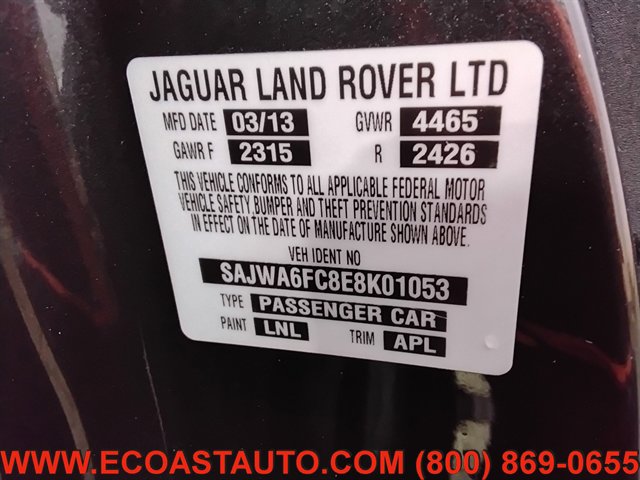 JAGUAR LAND ROVER LTD
MFD DATE 03/13 GVWR 4465
GAWR F 2315 R 2426
THIS VEHICLE CONFORMS TO ALL APPLICABLE FEDERAL MOTOR
VEHICLE SAFETY, BUMPER AND THEFT PREVENTION STANDARDS
IN EFFECT ON THE DATE OF MANUFACTURE SHOWN ABOVE.
VEH IDENT NO
SAJWA6FC8E8K01053
TYPE PASSENGER CAR
PAINT LNL TRIM APL
WWW.ECOASTAUTO.COM (800) 869-0655